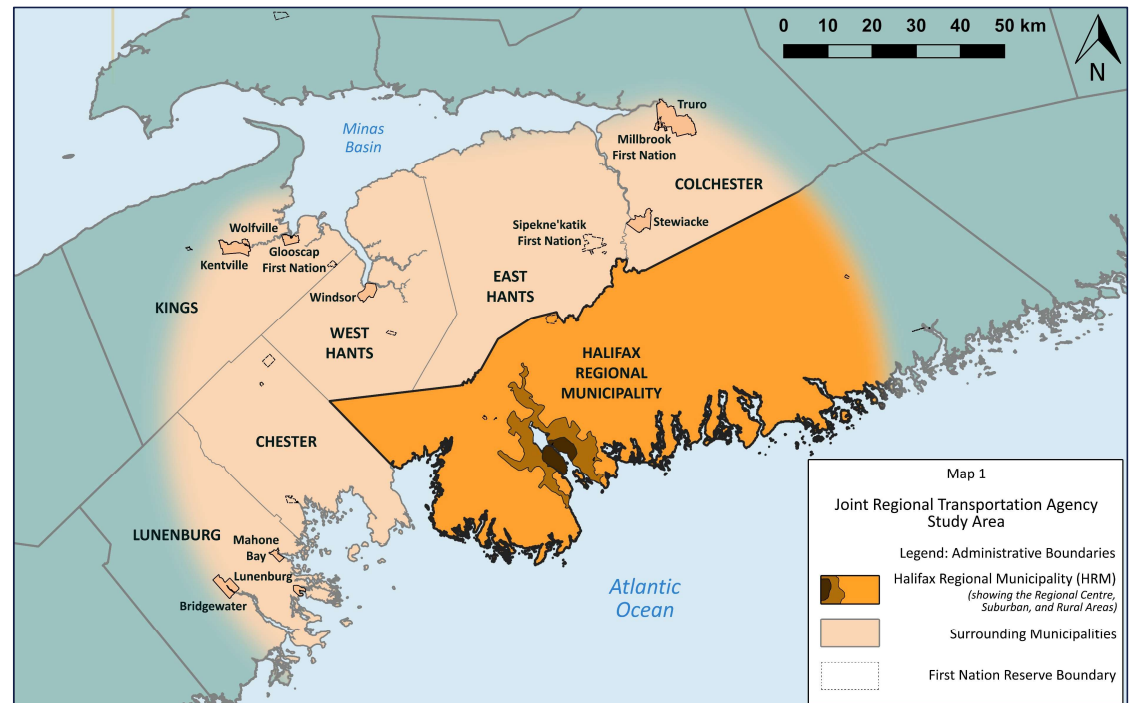 0 10 20 30 40 50 km
N
Truro
Minas
Basin
Millbrook
First Nation
COLCHESTER
Wolfville
Sipekne'katik
First Nation
Stewiacke
Glooscap
First Nation
Kentville
EAST
HANTS
Windsor
KINGS
WEST
HANTS
HALIFAX
REGIONAL
MUNICIPALITY
CHESTER
LUNENBURG
Mahone
Bay
Lunenburg
Bridgewater
Atlantic
Ocean
Map 1
Joint Regional Transportation Agency
Study Area
Legend: Administrative Boundaries
Halifax Regional Municipality (HRM)
(showing the Regional Centre,
Suburban, and Rural Areas)
Surrounding Municipalities
First Nation Reserve Boundary